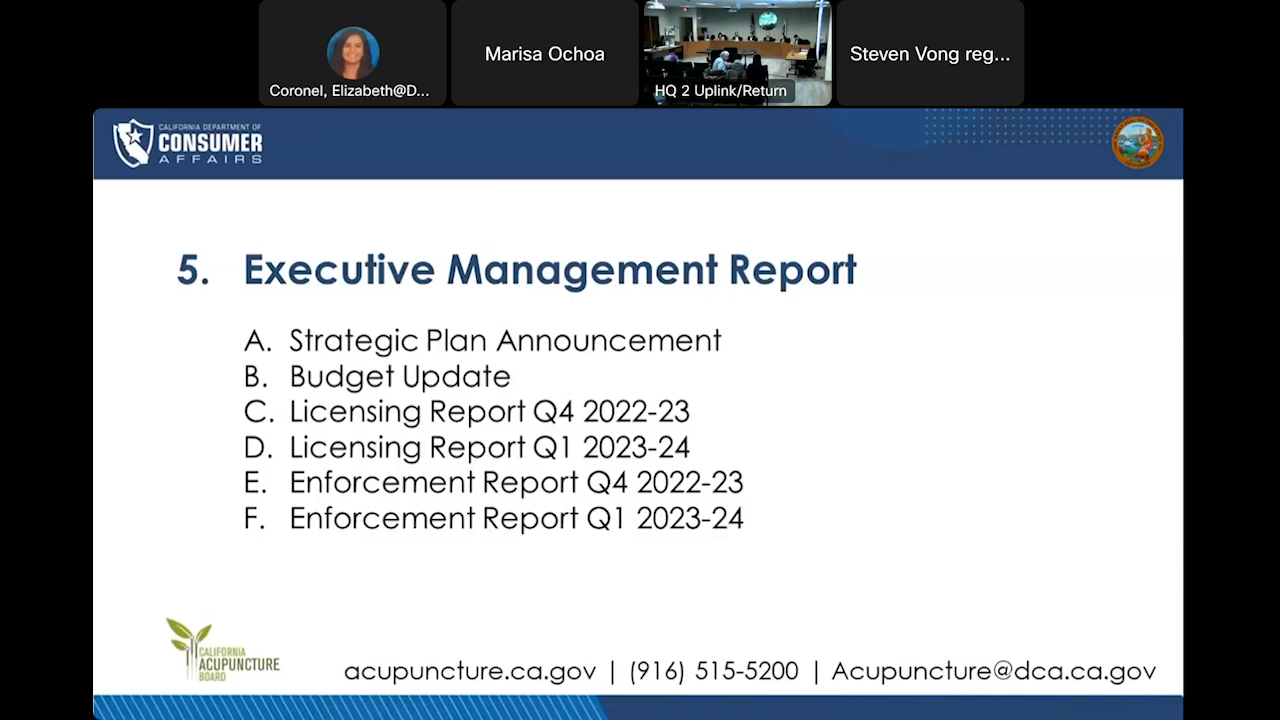 Coronel, Elizabeth@D...
Marisa Ochoa
HQ 2 Uplink/Return
Steven Vong reg...
CALIFORNIA DEPARTMENT OF
CONSUMER
AFFAIRS
5. Executive Management Report
A. Strategic Plan Announcement
B. Budget Update
C. Licensing Report Q4 2022-23
D. Licensing Report Q1 2023-24
E. Enforcement Report Q4 2022-23
F. Enforcement Report Q1 2023-24
CALIFORNIA
ACUPUNCTURE
BOARD
acupuncture.ca.gov | (916) 515-5200 | Acupuncture@dca.ca.gov